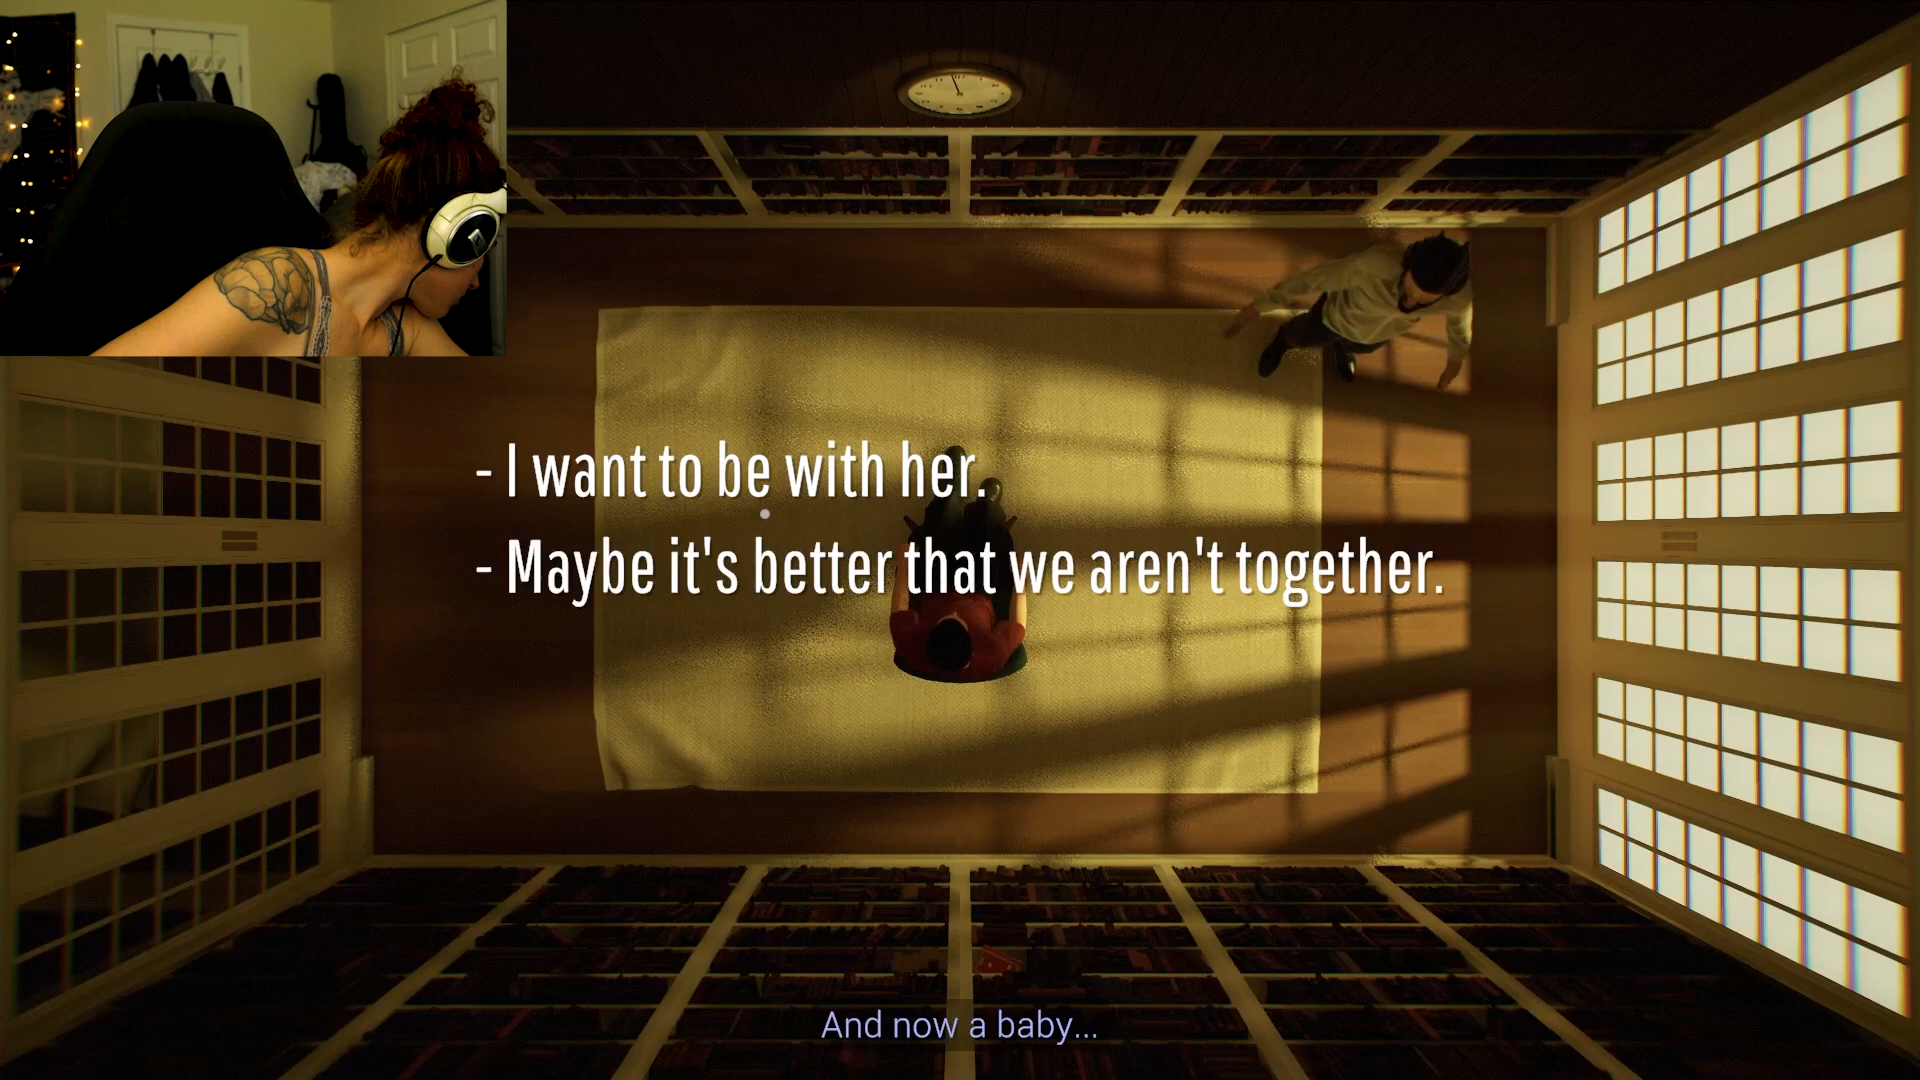 - I want to be with her.
- Maybe it's better that we aren't together.
And now a baby...